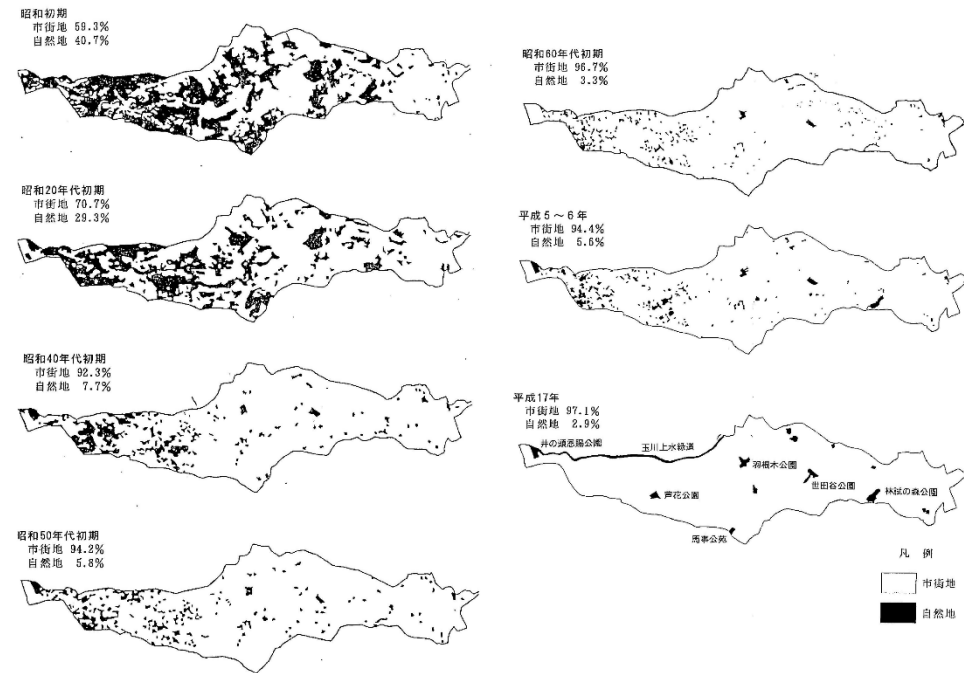 昭和初期
市街地 59.3%
自然地 40.7%
昭和20年代初期
市街地 70.7%
自然地 29.3%
昭和40年代初期
市街地 92.3%
自然地 7.7%
昭和50年代初期
市街地 94.2%
自然地 5.8%
昭和60年代初期
市街地 96.7%
自然地 3.3%
平成5~6年
市街地 94.4%
自然地 5.6%
平成17年
市街地 97.1%
自然地 2.9%
井の頭恩賜公園
玉川上水緑道
羽根木公園
世田谷公園
林試の森公園
芦花公園
馬事公苑
凡 例
市街地
自然地